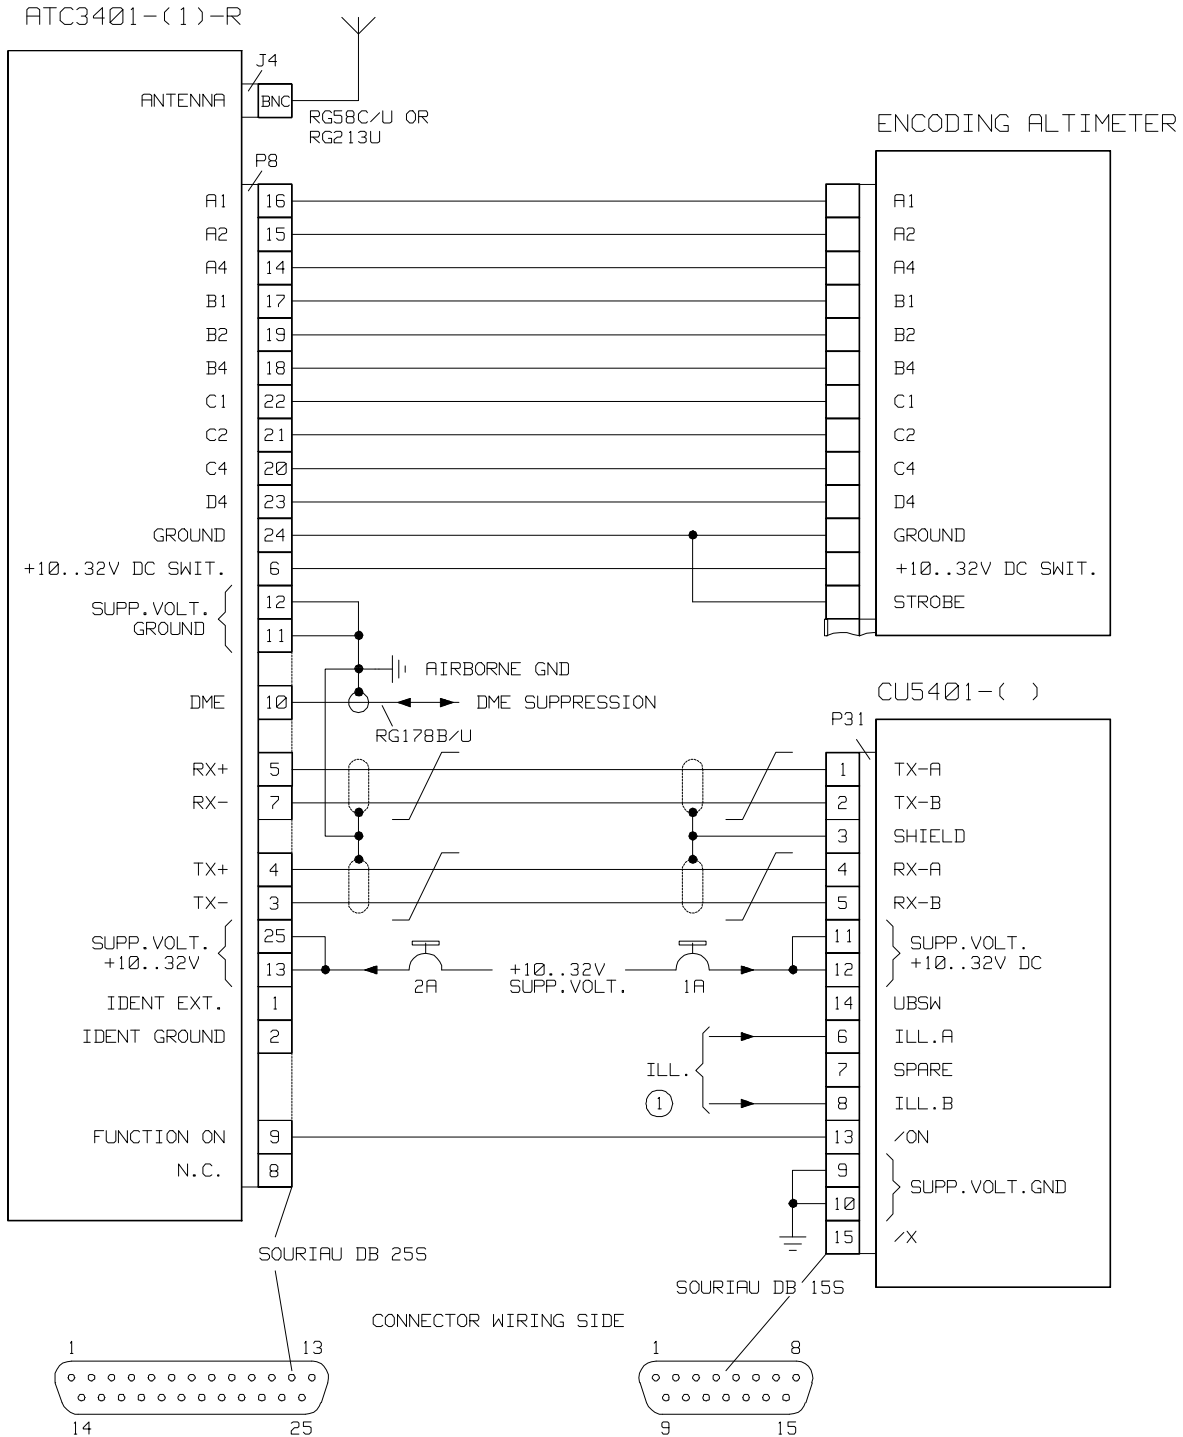 ATC3401-(1)-R
J4
ANTENNA BNC
RG58C/U OR
RG213U
ENCODING ALTIMETER
P8
A1 16 A1
A2 15 A2
A4 14 A4
B1 17 B1
B2 19 B2
B4 18 B4
C1 22 C1
C2 21 C2
C4 20 C4
D4 23 D4
GROUND 24 GROUND
+10..32V DC SWIT. 6 +10..32V DC SWIT.
SUPP.VOLT.
GROUND
12 STROBE
11
AIRBORNE GND
DME 10 DME SUPPRESSION
RG178B/U
CU5401-( )
P31
RX+ 5 1 TX-A
RX- 7 2 TX-B
3 SHIELD
TX+ 4 4 RX-A
TX- 3 5 RX-B
SUPP.VOLT.
+10..32V
25
13
2A
+10..32V
SUPP.VOLT.
1A
11
12
SUPP.VOLT.
+10..32V DC
IDENT EXT. 1 14 UBSW
IDENT GROUND 2 6 ILL.A
ILL. 7 SPARE
1 8 ILL.B
FUNCTION ON 9 13 /ON
N.C. 8 9
10
SUPP.VOLT.GND
15 /X
SOURIAU DB 25S
SOURIAU DB 15S
CONNECTOR WIRING SIDE
1 13 1 8
14 25 9 15